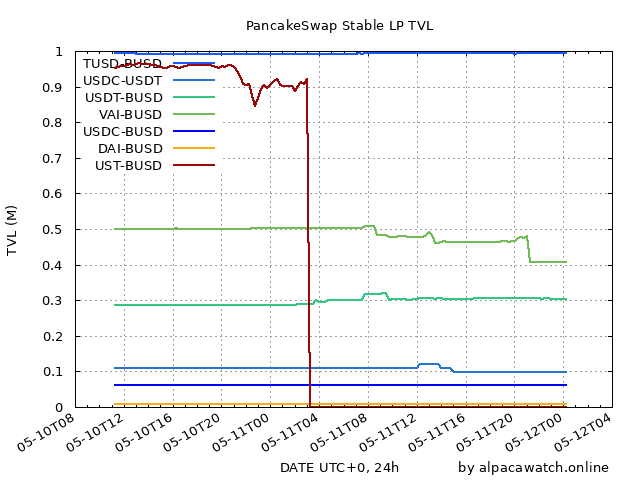 PancakeSwap Stable LP TVL
TVL (M)
1
0.9
0.8
0.7
0.6
0.5
0.4
0.3
0.2
0.1
0
TUSD-BUSD
USDC-USDT
USDT-BUSD
VAI-BUSD
USDC-BUSD
DAI-BUSD
UST-BUSD
05-10T08
05-10T12
05-10T16
05-10T20
05-11T00
05-11T04
05-11T08
05-11T12
05-11T16
05-11T20
05-12T00
05-12T04
DATE UTC+0, 24h
by alpacawatch.online